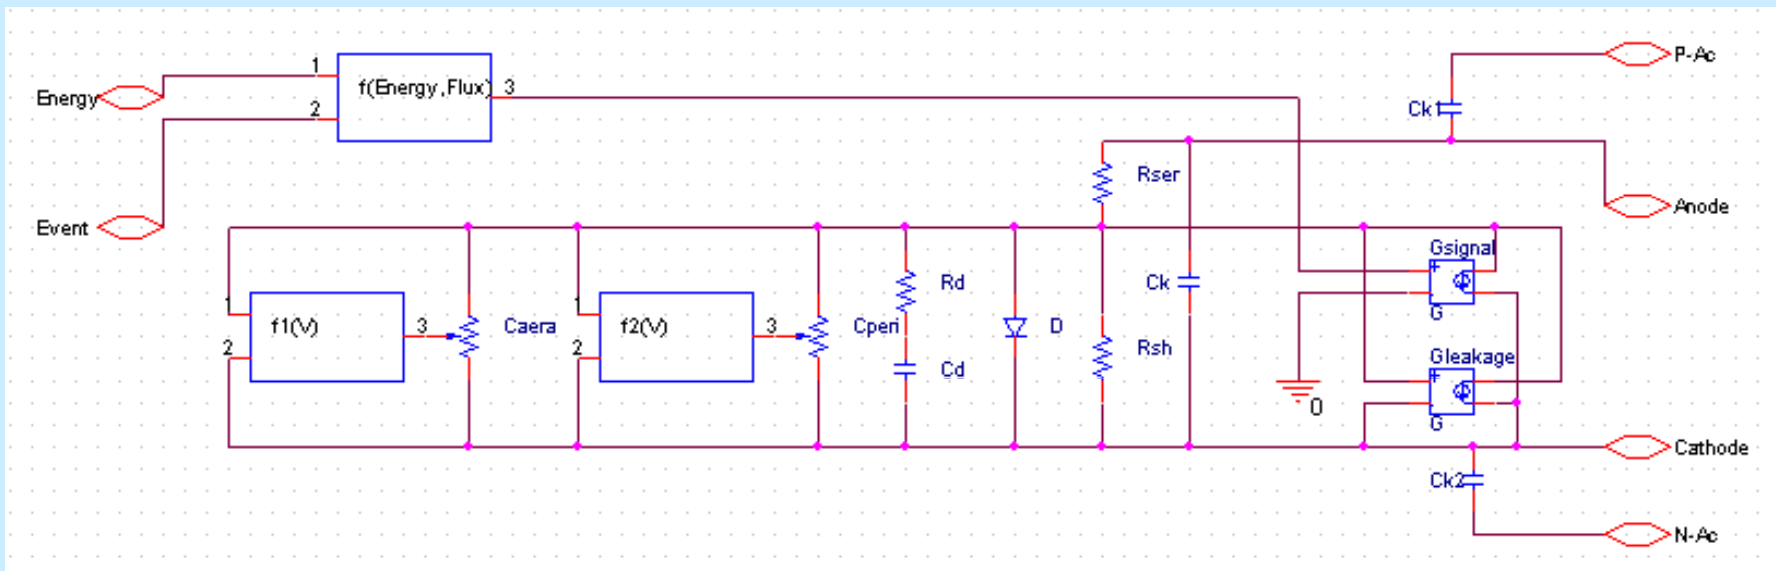 P-Ac
1
Energy
f(Energy,Flux)
3
2
Ck1
Rser
Anode
Event
Gsignal
1
f1(V)
3
2
Caera
1
f2(V)
3
2
Cperi
Rd
Cd
D
Rsh
Ck
G
Gleakage
G
0
Cathode
Ck2
N-Ac